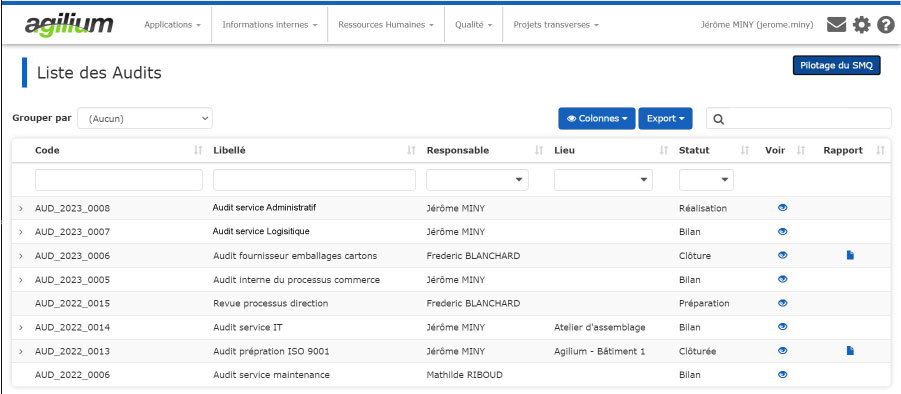 agilium Applications Informations internes Ressources Humaines Qualité Projets transverses Jérôme MINY (jerome.miny)
Liste des Audits
Pilotage du SMQ
Grouper par (Aucun) Colonnes Export
Code Libellé Responsable Lieu Statut Voir Rapport
AUD_2023_0008 Audit service Administratif Jérôme MINY Réalisation
AUD_2023_0007 Audit service Logisitique Jérôme MINY Bilan
AUD_2023_0006 Audit fournisseur emballages cartons Frederic BLANCHARD Clôture
AUD_2023_0005 Audit interne du processus commerce Jérôme MINY Bilan
AUD_2022_0015 Revue processus direction Frederic BLANCHARD Préparation
AUD_2022_0014 Audit service IT Jérôme MINY Atelier d'assemblage Bilan
AUD_2022_0013 Audit prépration ISO 9001 Jérôme MINY Agilium - Bâtiment 1 Clôturée
AUD_2022_0006 Audit service maintenance Mathilde RIBOUD Bilan